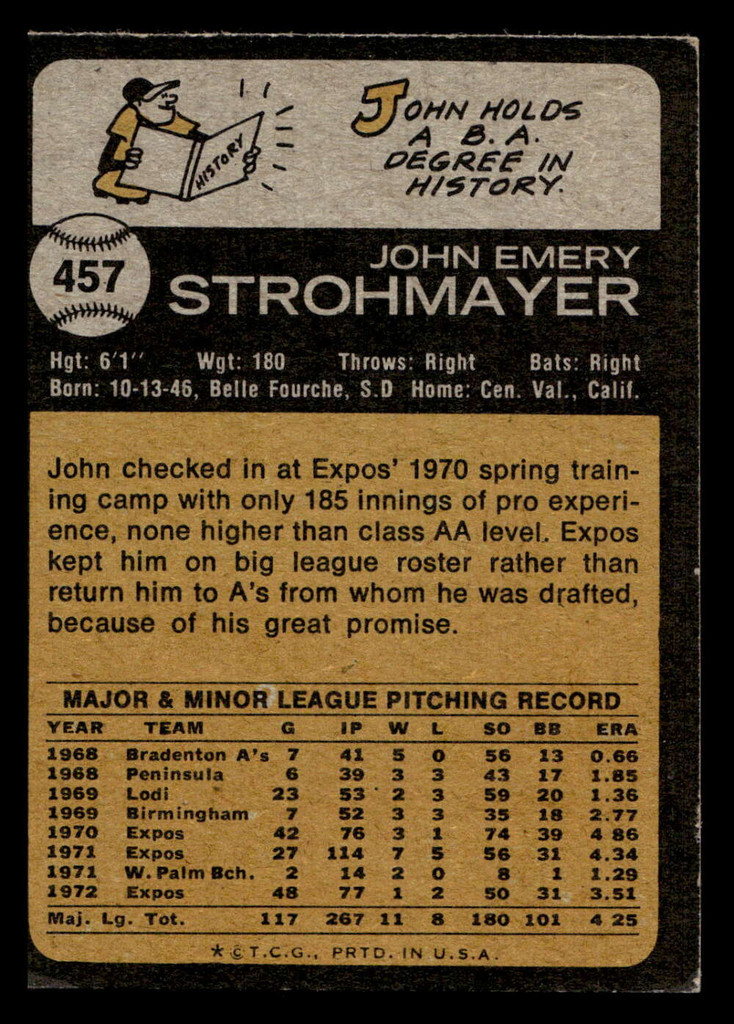 JOHN HOLDS
A B.A.
DEGREE IN
HISTORY.
HISTORY
457
JOHN EMERY
STROHMAYER
Hgt: 6'1" Wgt: 180 Throws: Right Bats: Right
Born: 10-13-46, Belle Fourche, S.D Home: Cen. Val., Calif.
John checked in at Expos' 1970 spring train-
ing camp with only 185 innings of pro experi-
ence, none higher than class AA level. Expos
kept him on big league roster rather than
return him to A's from whom he was drafted,
because of his great promise.
MAJOR & MINOR LEAGUE PITCHING RECORD
YEAR TEAM G IP W L SO BB ERA
1968 Bradenton A's 7 41 5 0 56 13 0.66
1968 Peninsula 6 39 3 3 43 17 1.85
1969 Lodi 23 53 2 3 59 20 1.36
1969 Birmingham 7 52 3 3 35 18 2.77
1970 Expos 42 76 3 1 74 39 4 86
1971 Expos 27 114 7 5 56 31 4.34
1971 W. Palm Bch. 2 14 2 0 8 1 1.29
1972 Expos 48 77 1 2 50 31 3.51
Maj. Lg. Tot. 117 267 11 8 180 101 4 25
* © T.C.G., PRTD. IN U.S.A.